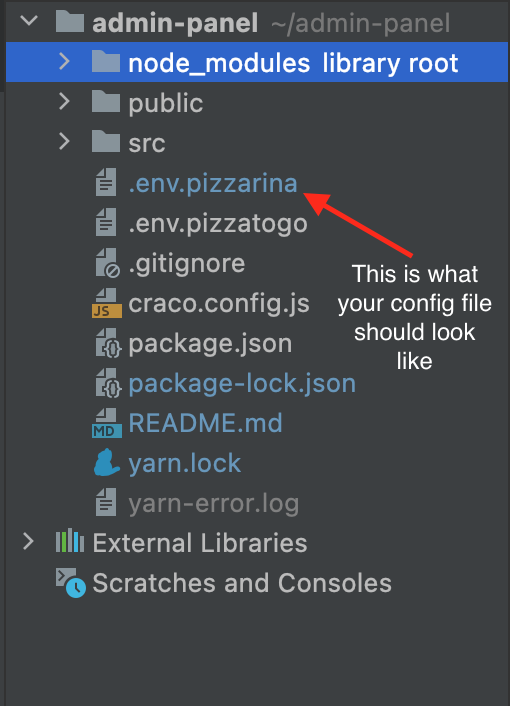 admin-panel ~/admin-panel
node_modules library root
public
src
.env.pizzarina
.env.pizzatogo
.gitignore
JS craco.config.js
package.json
package-lock.json
MD README.md
yarn.lock
yarn-error.log
External Libraries
Scratches and Consoles
This is what
your config file
should look
like